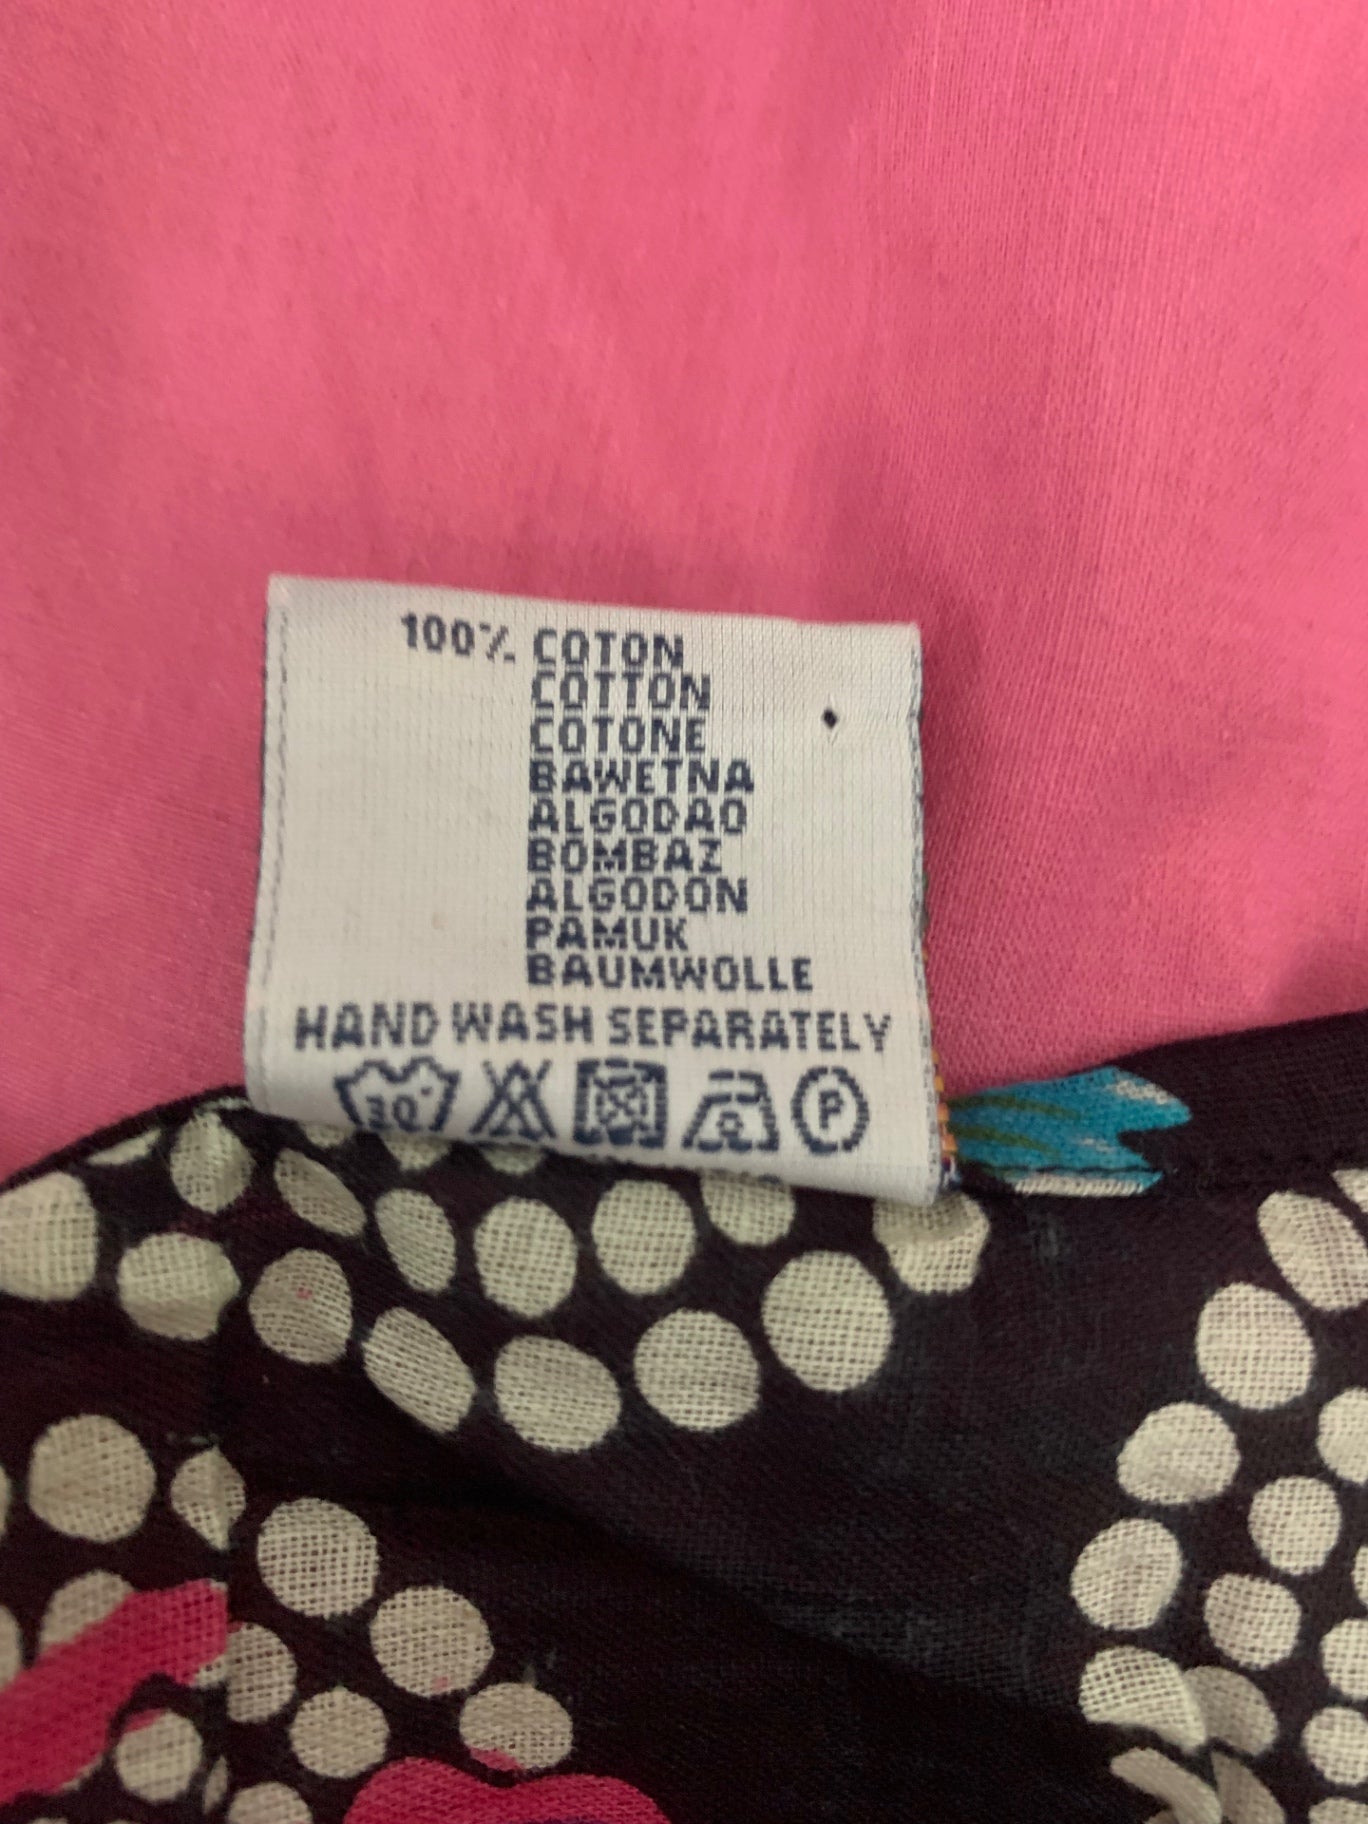 100% COTON
COTTON
COTONE
BAWETNA
ALGODAO
BOMBAZ
ALGODON
PAMUK
BAUMWOLLE
HAND WASH SEPARATELY
30° P